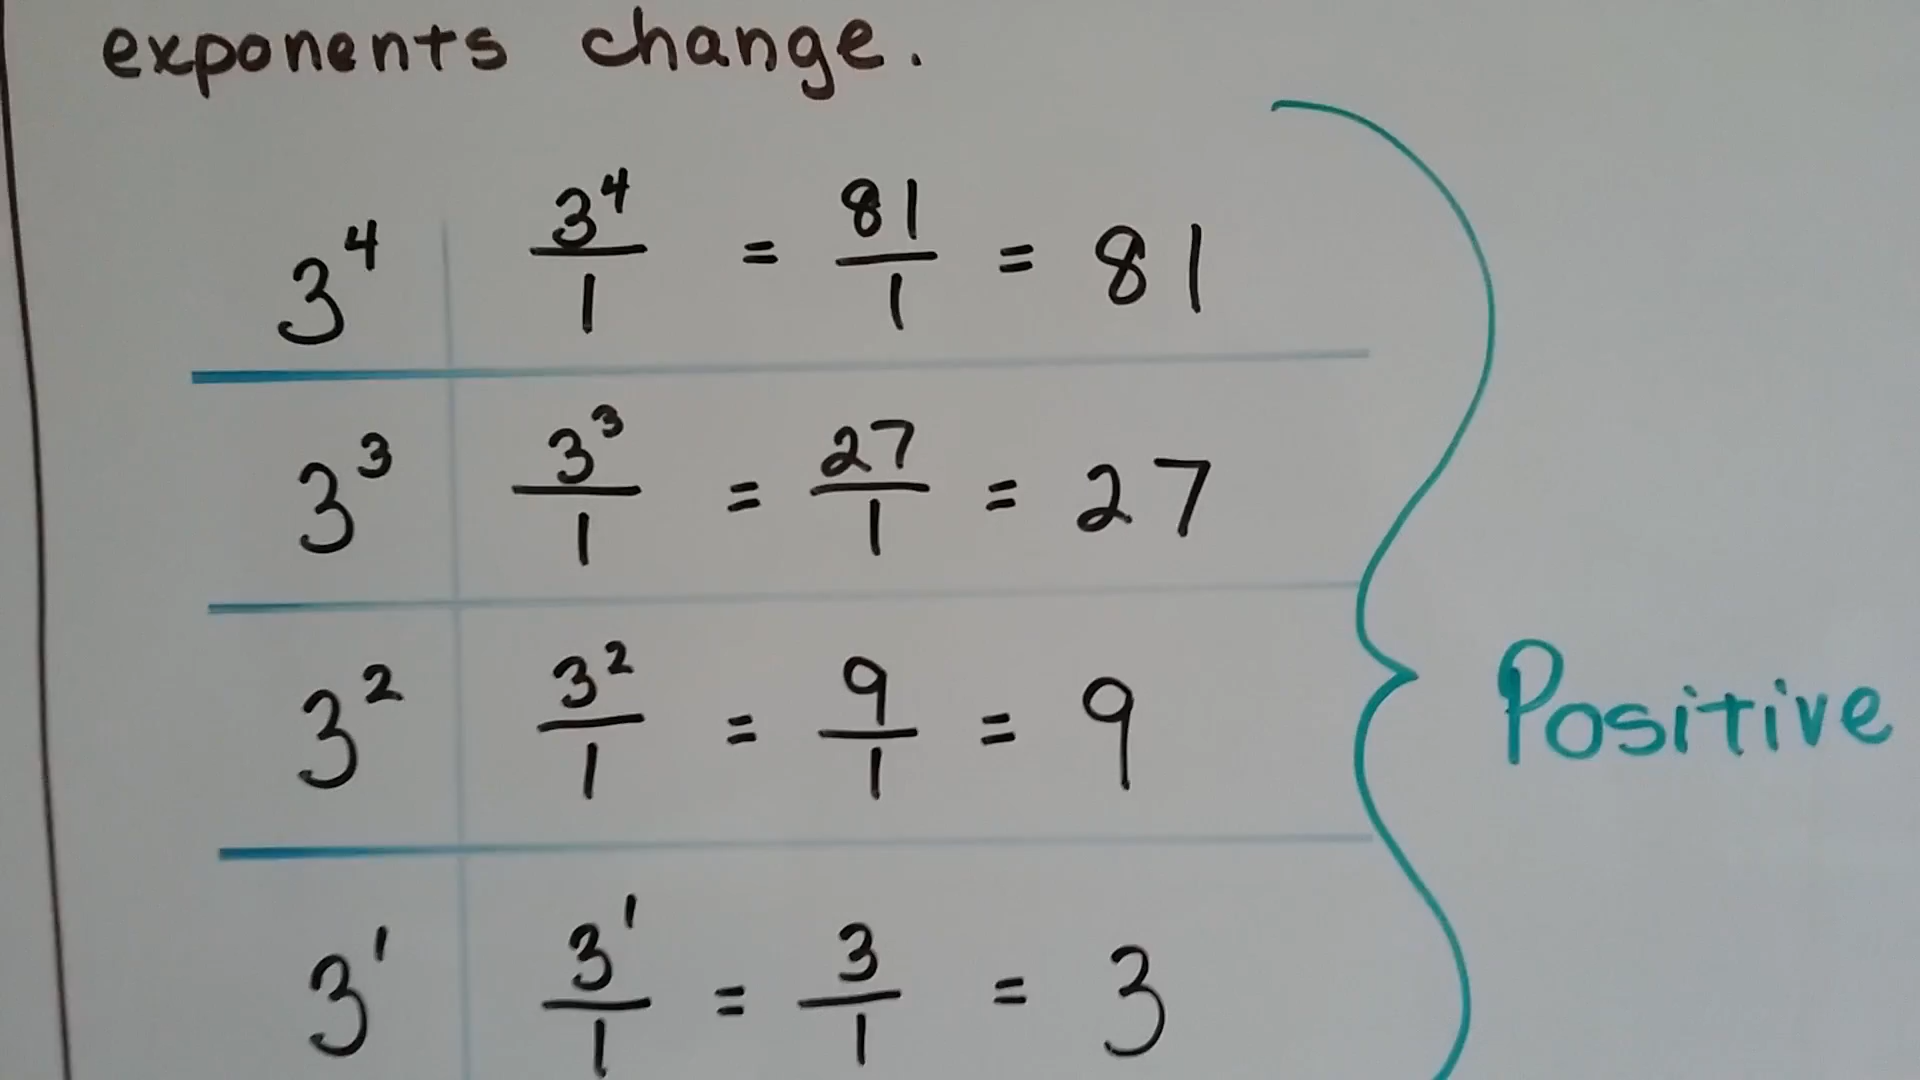 exponents change.
3⁴ 3⁴/1 = 81/1 = 81
3³ 3³/1 = 27/1 = 27
3² 3²/1 = 9/1 = 9
Positive
3¹ 3¹/1 = 3/1 = 3